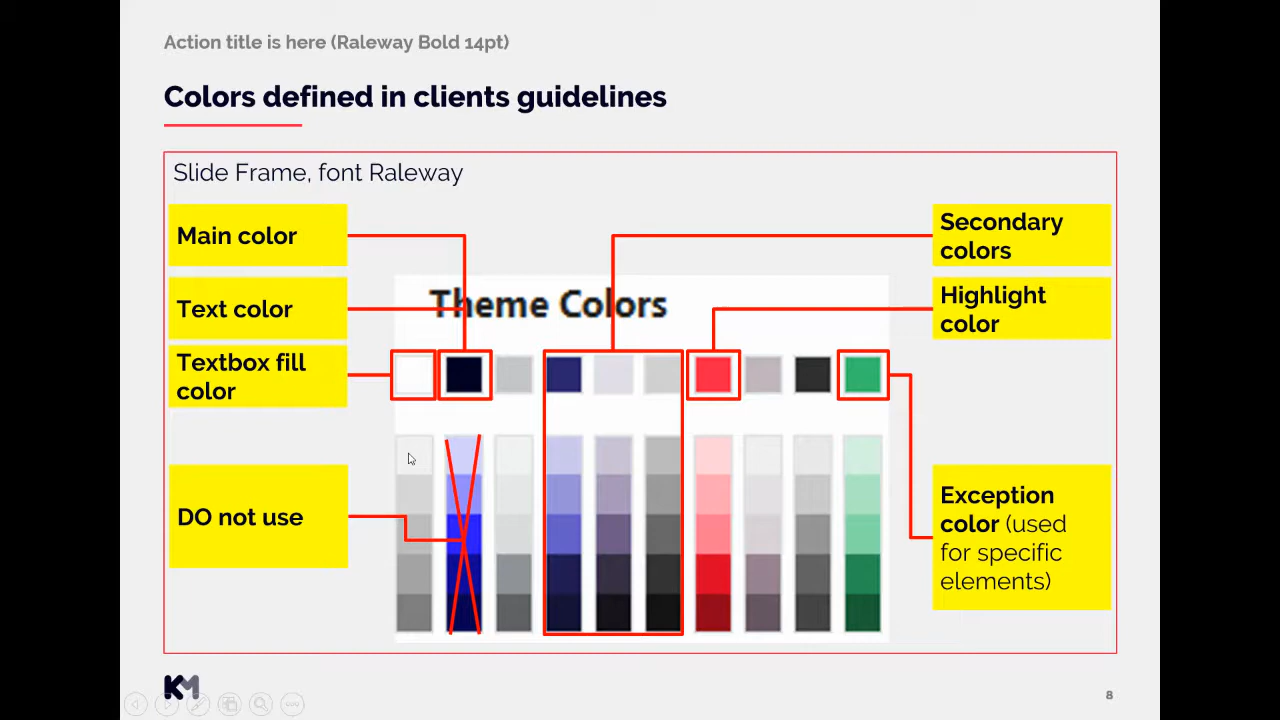 Action title is here (Raleway Bold 14pt)
Colors defined in clients guidelines
Slide Frame, font Raleway
Main color
Text color
Textbox fill
color
DO not use
Theme Colors
Secondary
colors
Highlight
color
Exception
color (used
for specific
elements)
KM
8